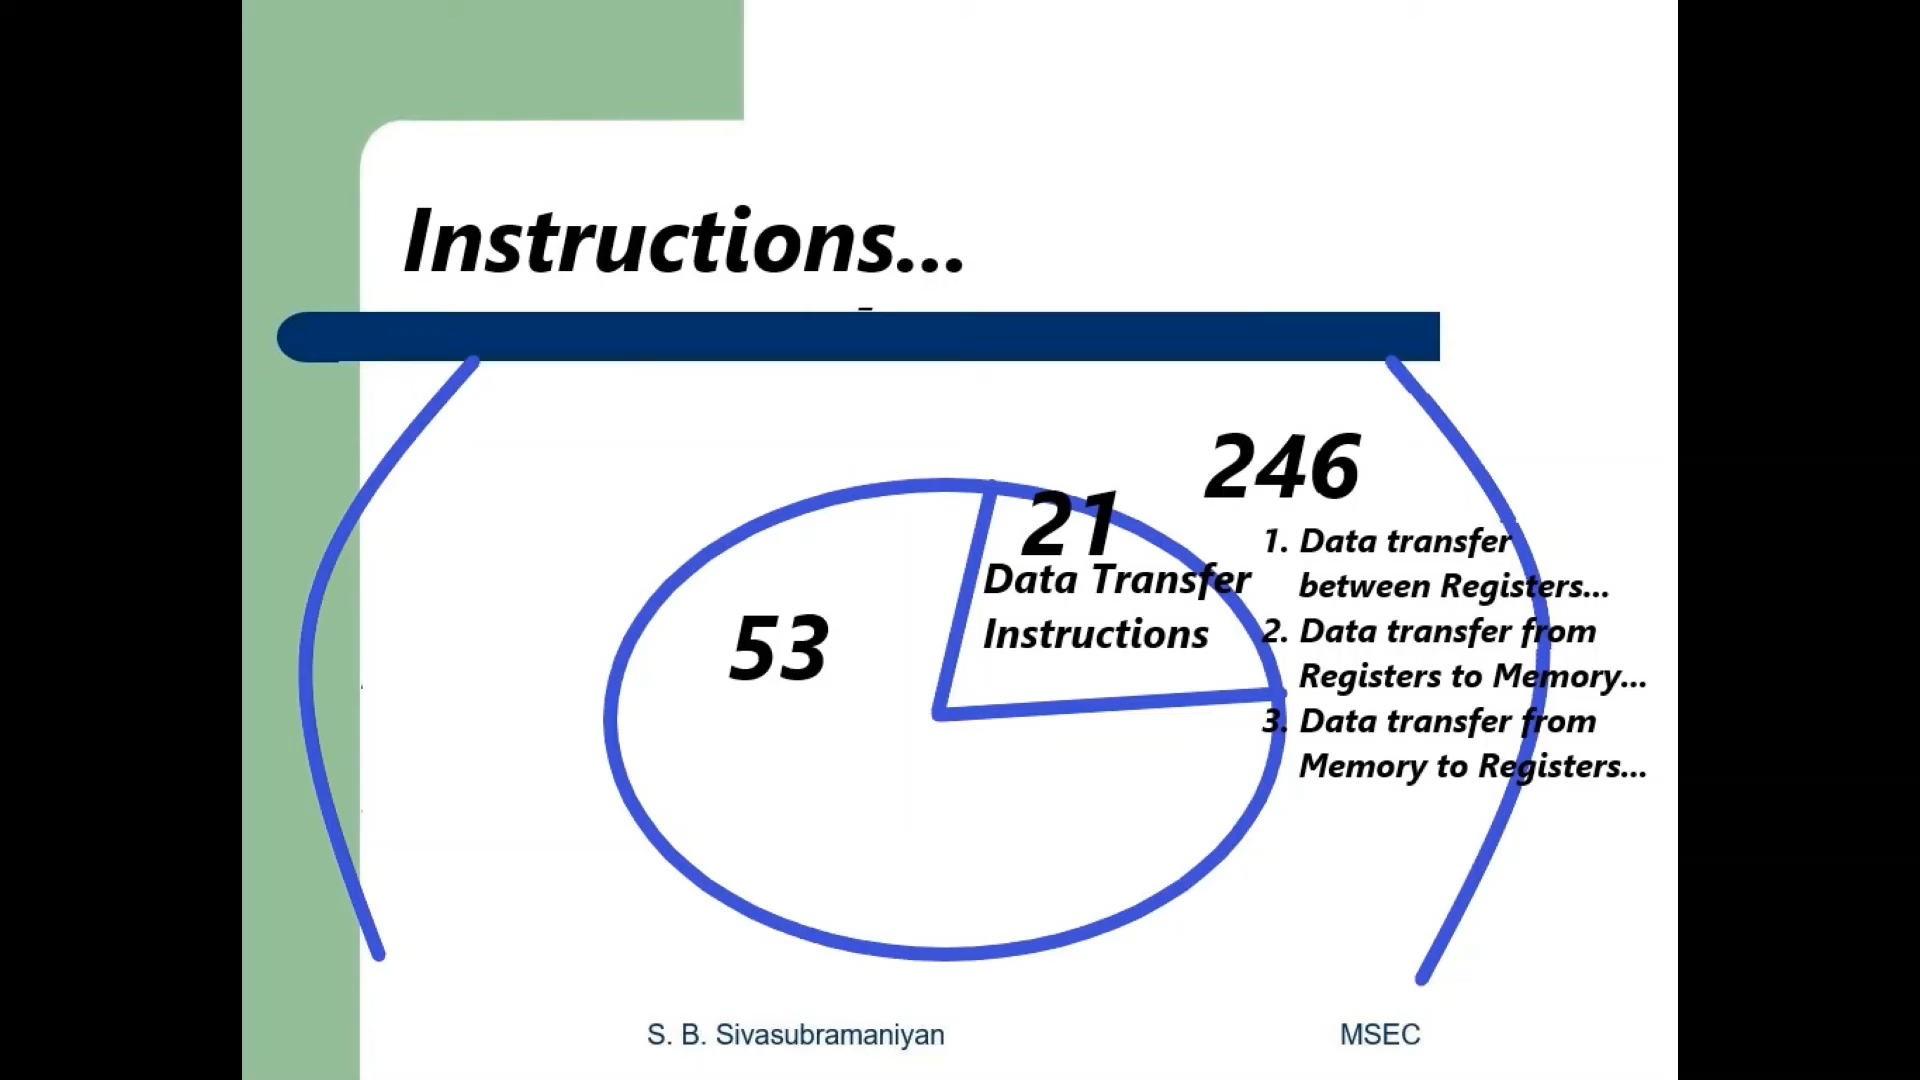 Instructions...
246
21
Data Transfer
Instructions
53
1. Data transfer
between Registers...
2. Data transfer from
Registers to Memory...
3. Data transfer from
Memory to Registers...
S. B. Sivasubramaniyan
MSEC